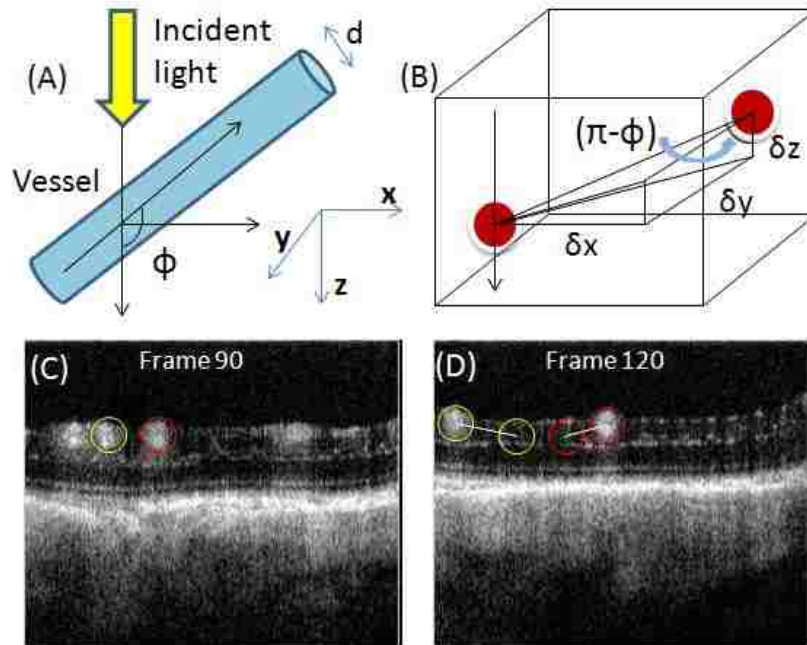 (A)
Incident
light
d
Vessel
ϕ
x
y
z
(B)
(π-ϕ)
δz
δy
δx
(C)
Frame 90
(D)
Frame 120